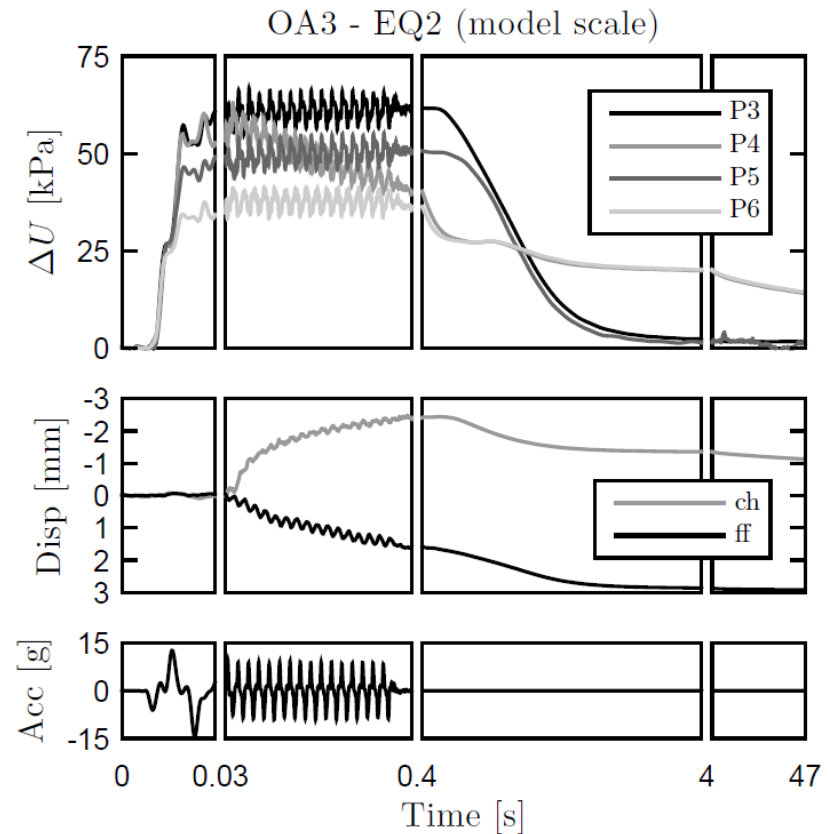 OA3 - EQ2 (model scale)
75
50
25
0
ΔU [kPa]
P3
P4
P5
P6
-3
-2
-1
0
1
2
3
Disp [mm]
ch
ff
15
0
-15
Acc [g]
0 0.03 0.4 4 47
Time [s]